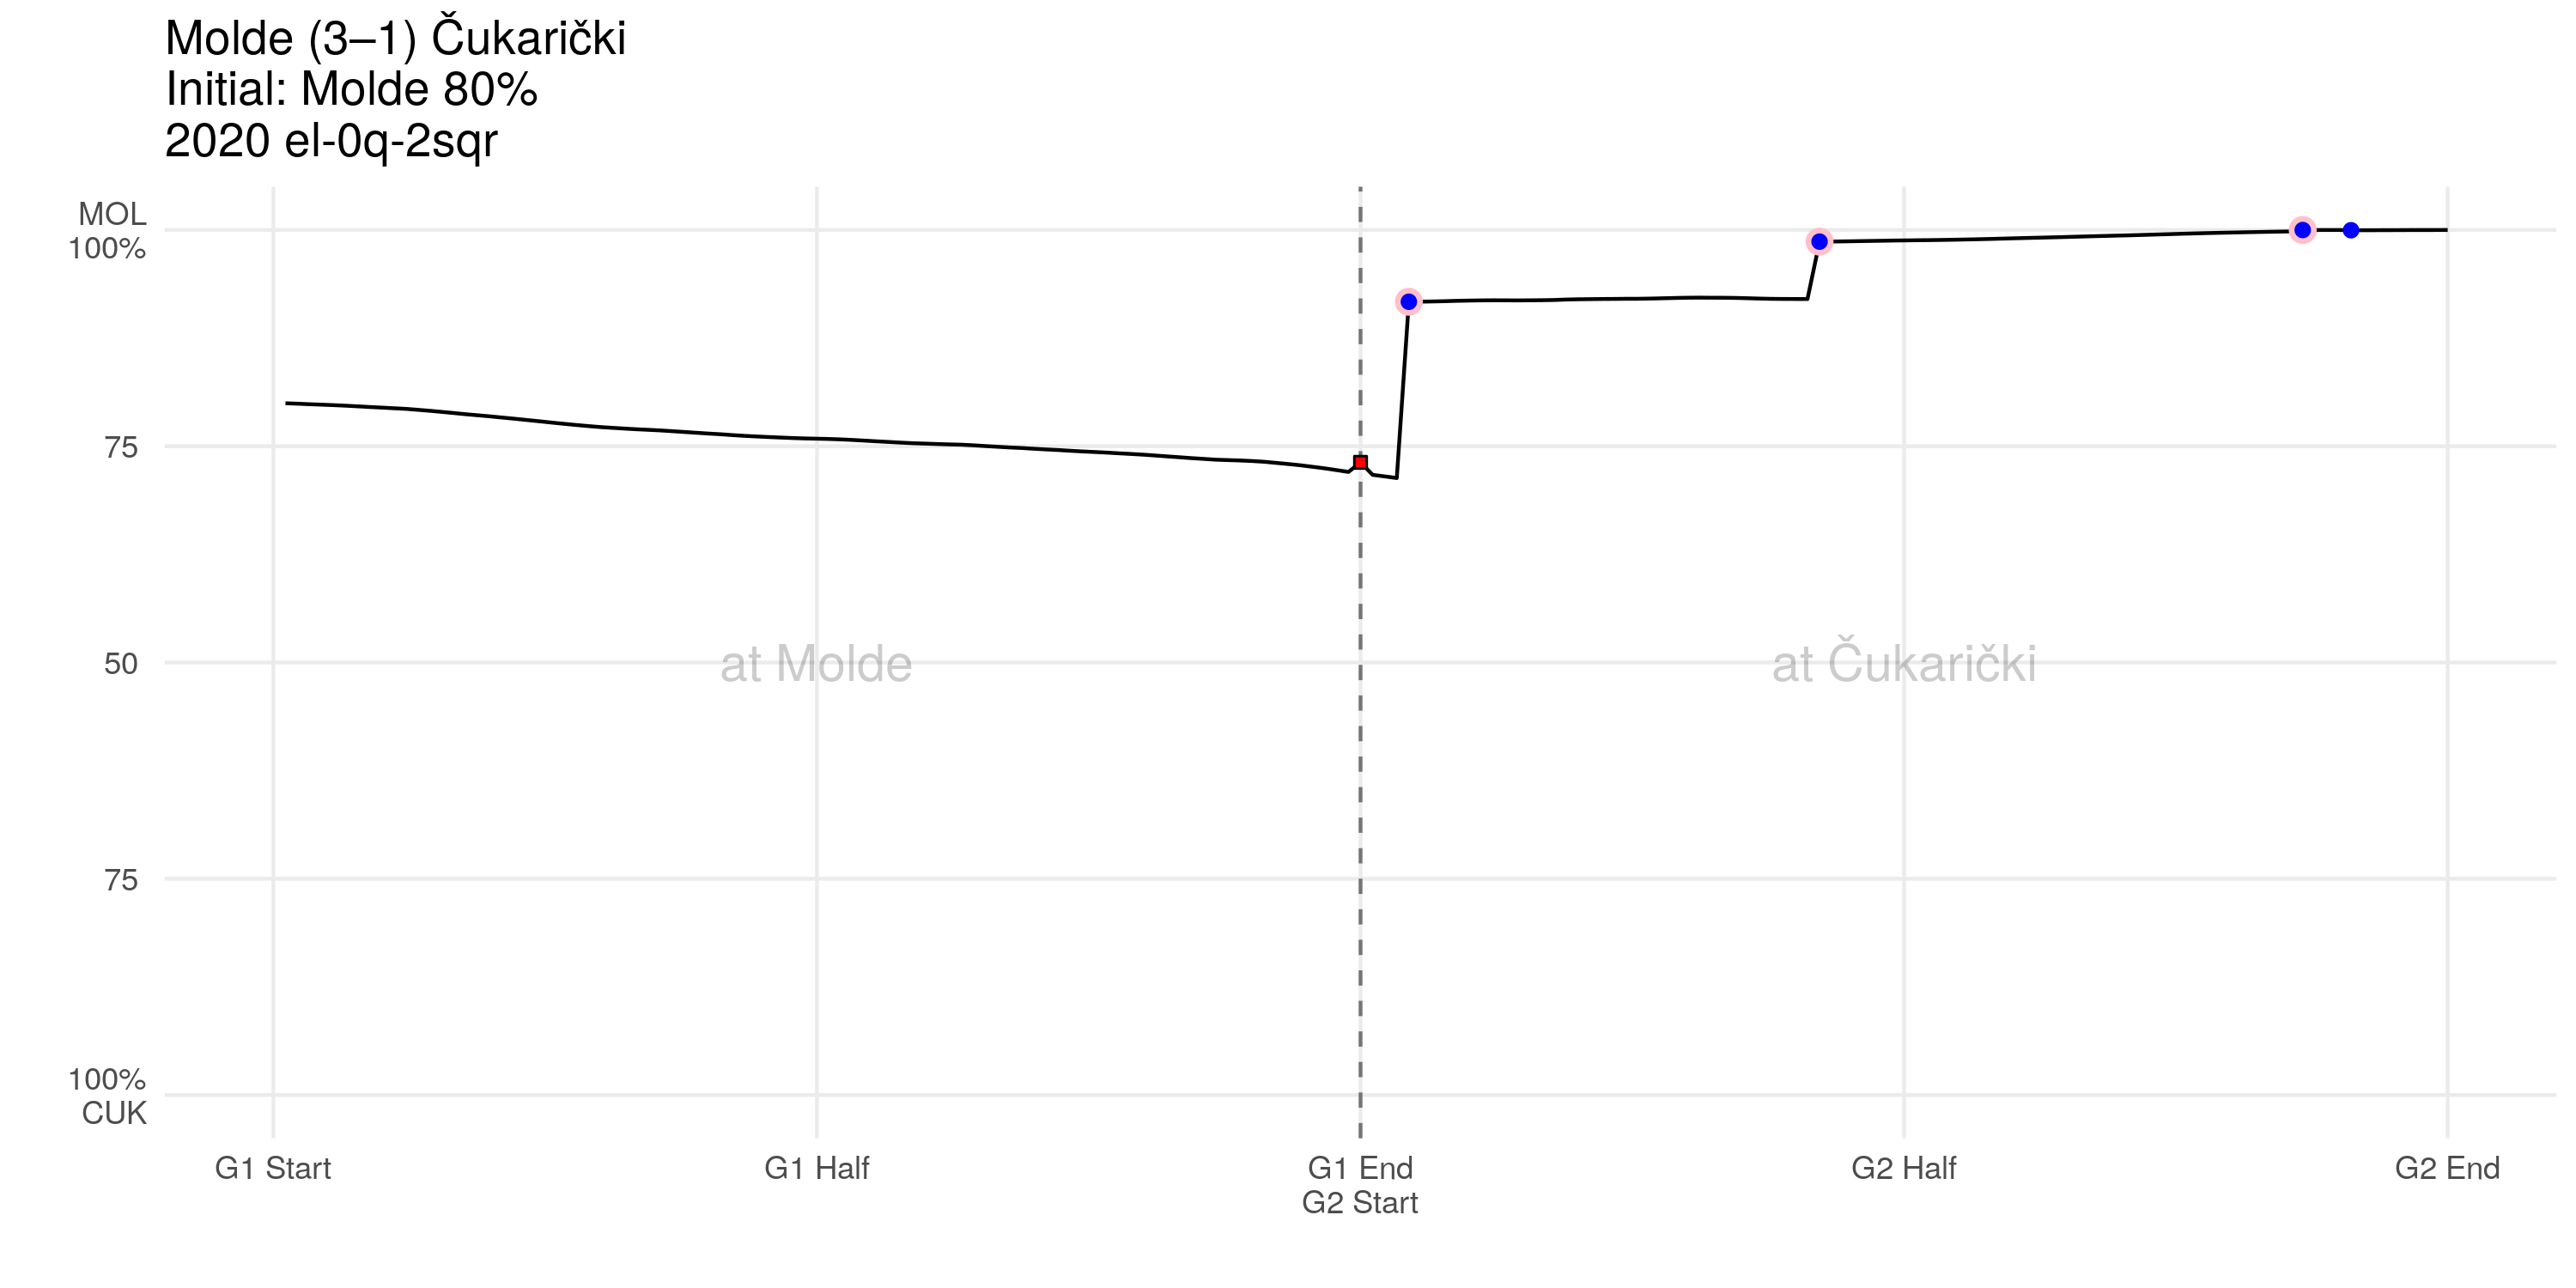 Molde (3–1) Čukarički
Initial: Molde 80%
2020 el-0q-2sqr
MOL
100%
75
50
75
100%
CUK
at Molde
at Čukarički
G1 Start
G1 Half
G1 End
G2 Start
G2 Half
G2 End